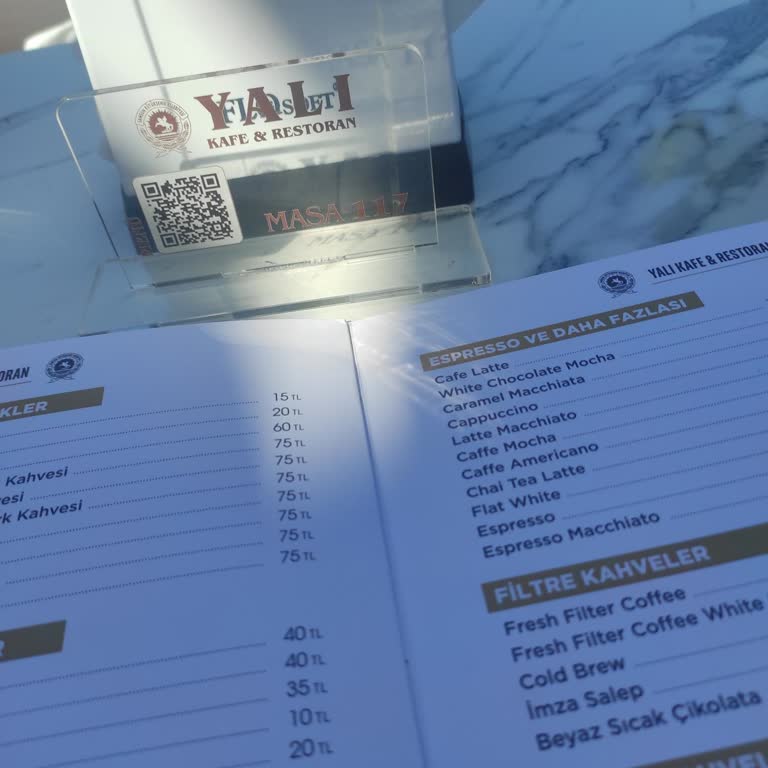 YALI
KAFE & RESTORAN
MASA 117
ORAN
KLER
15 TL
20 TL
60 TL
75 TL
Kahvesi
75 TL
esi
75 TL
rk Kahvesi
75 TL
75 TL
75 TL
75 TL
R
40 TL
40 TL
35 TL
10 TL
20 TL
YALI KAFE & RESTORAN
ESPRESSO VE DAHA FAZLASI
Cafe Latte
White Chocolate Mocha
Caramel Macchiata
Cappuccino
Latte Macchiato
Caffe Mocha
Caffe Americano
Chai Tea Latte
Flat White
Espresso
Espresso Macchiato
FİLTRE KAHVELER
Fresh Filter Coffee
Fresh Filter Coffee White
Cold Brew
İmza Salep
Beyaz Sıcak Çikolata